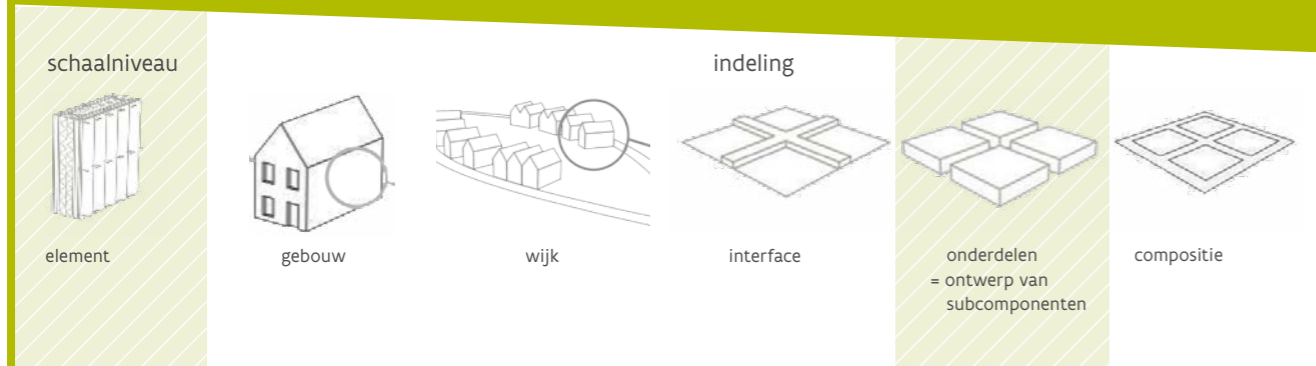 schaalniveau
indeling
element
gebouw
wijk
interface
onderdelen
= ontwerp van
subcomponenten
compositie